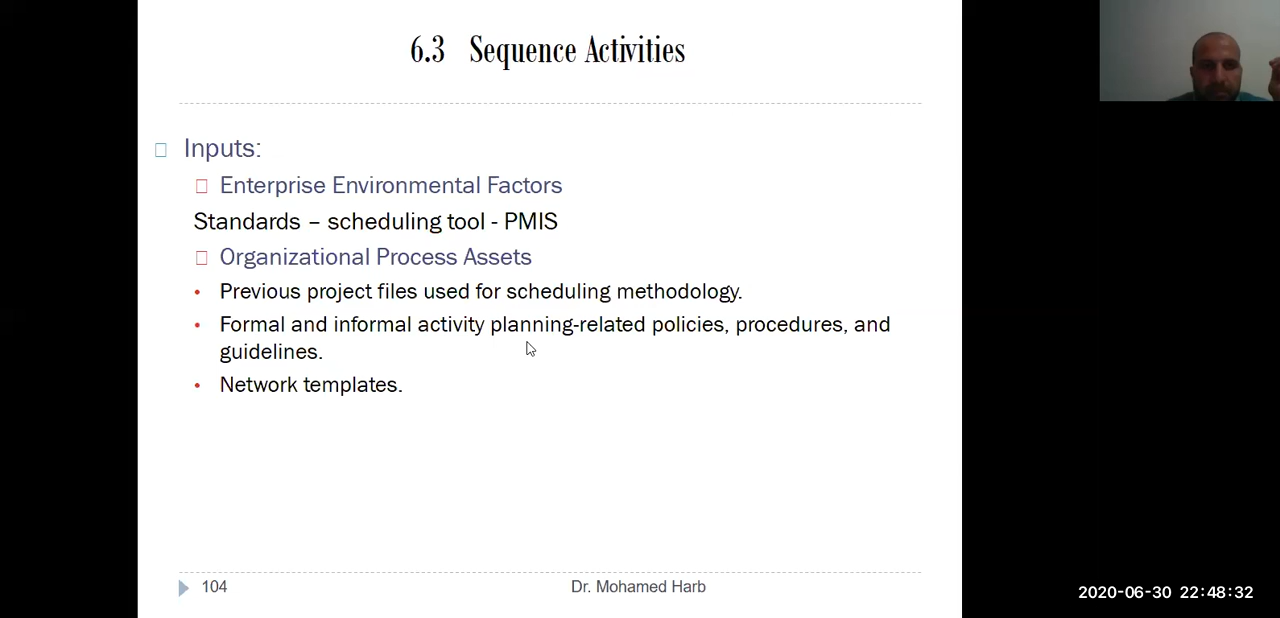 6.3 Sequence Activities
Inputs:
Enterprise Environmental Factors
Standards – scheduling tool - PMIS
Organizational Process Assets
• Previous project files used for scheduling methodology.
• Formal and informal activity planning-related policies, procedures, and
guidelines.
• Network templates.
104
Dr. Mohamed Harb
2020-06-30 22:48:32